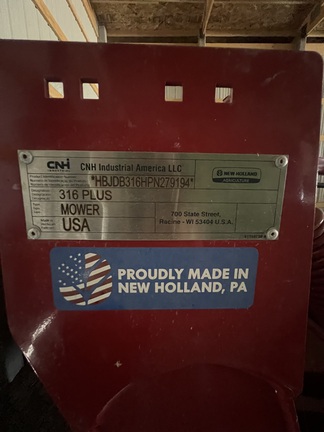 CNH
CNH Industrial America LLC
*HBJDB316HPN279194*
NEW HOLLAND
AGRICULTURE
316 PLUS
MOWER
USA
700 State Street,
Racine - WI 53404-U.S.A.
PROUDLY MADE IN
NEW HOLLAND, PA